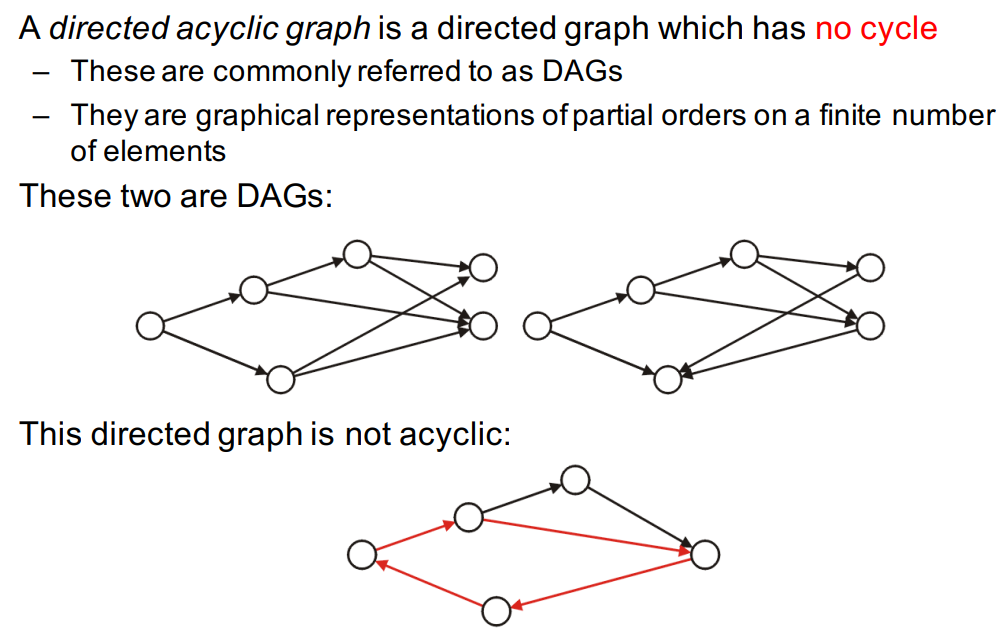 A directed acyclic graph is a directed graph which has no cycle
– These are commonly referred to as DAGs
– They are graphical representations of partial orders on a finite number
of elements
These two are DAGs:
This directed graph is not acyclic: